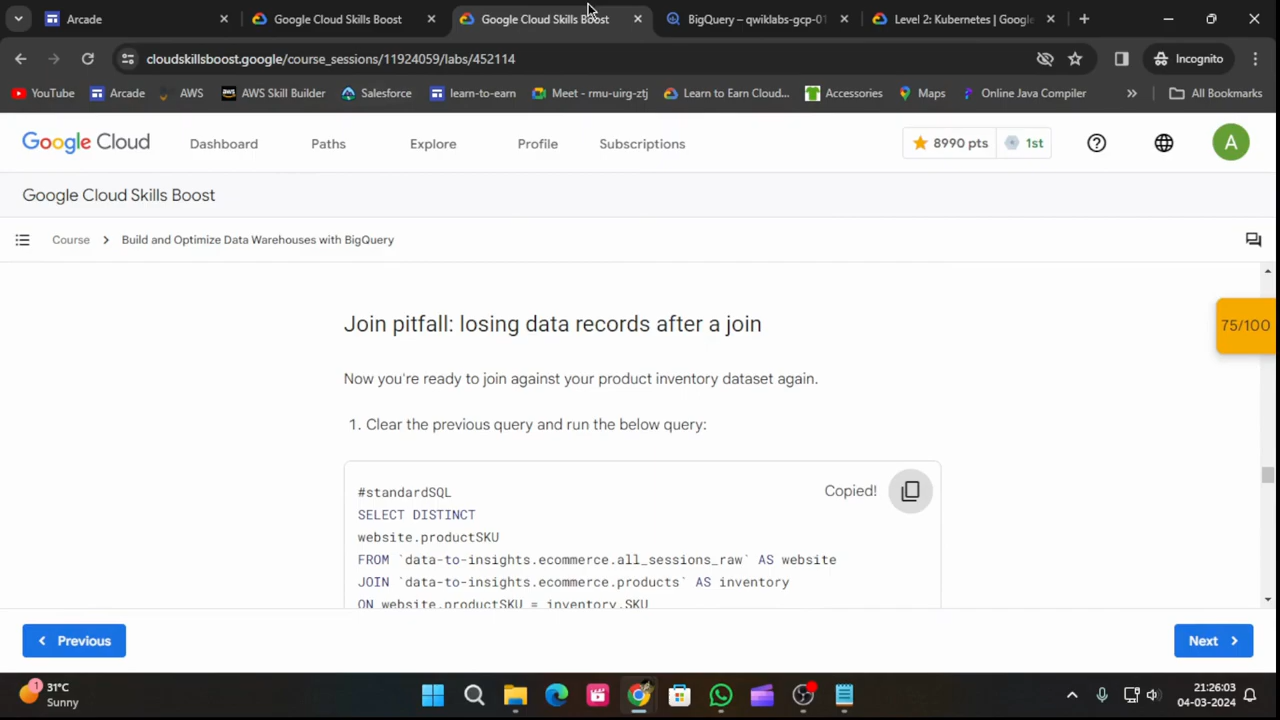 Arcade
Google Cloud Skills Boost
Google Cloud Skills Boost
BigQuery – qwiklabs-gcp-01
Level 2: Kubernetes | Google
cloudskillsboost.google/course_sessions/11924059/labs/452114
Incognito
YouTube
Arcade
AWS
AWS Skill Builder
Salesforce
learn-to-earn
Meet - rmu-uirg-ztj
Learn to Earn Cloud...
Accessories
Maps
Online Java Compiler
All Bookmarks
Google Cloud
Dashboard
Paths
Explore
Profile
Subscriptions
8990 pts
1st
A
Google Cloud Skills Boost
Course
Build and Optimize Data Warehouses with BigQuery
Join pitfall: losing data records after a join
75/100
Now you're ready to join against your product inventory dataset again.
1. Clear the previous query and run the below query:
Copied!
#standardSQL
SELECT DISTINCT
website.productSKU
FROM `data-to-insights.ecommerce.all_sessions_raw` AS website
JOIN `data-to-insights.ecommerce.products` AS inventory
ON website.productSKU = inventory.SKU
Previous
Next
1
31°C
Sunny
21:26:03
04-03-2024